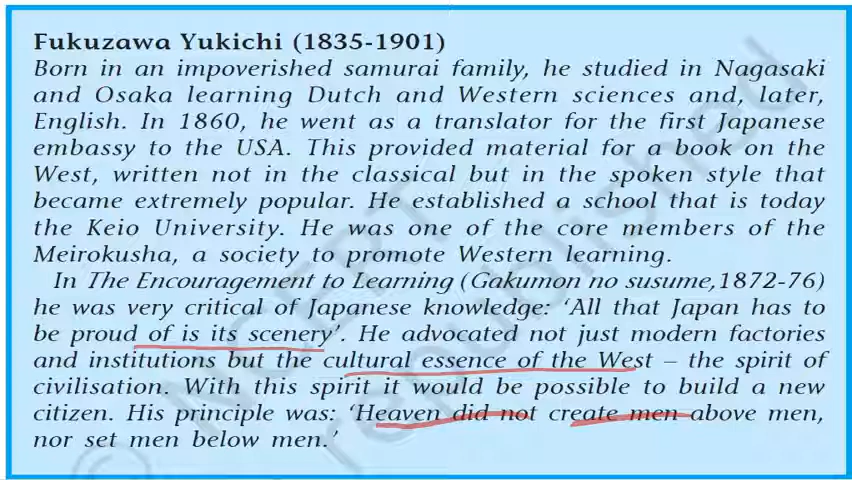 Fukuzawa Yukichi (1835-1901)
Born in an impoverished samurai family, he studied in Nagasaki
and Osaka learning Dutch and Western sciences and, later,
English. In 1860, he went as a translator for the first Japanese
embassy to the USA. This provided material for a book on the
West, written not in the classical but in the spoken style that
became extremely popular. He established a school that is today
the Keio University. He was one of the core members of the
Meirokusha, a society to promote Western learning.
In The Encouragement to Learning (Gakumon no susume,1872-76)
he was very critical of Japanese knowledge: ‘All that Japan has to
be proud of is its scenery’. He advocated not just modern factories
and institutions but the cultural essence of the West – the spirit of
civilisation. With this spirit it would be possible to build a new
citizen. His principle was: ‘Heaven did not create men above men,
nor set men below men.’
© NCERT
republished